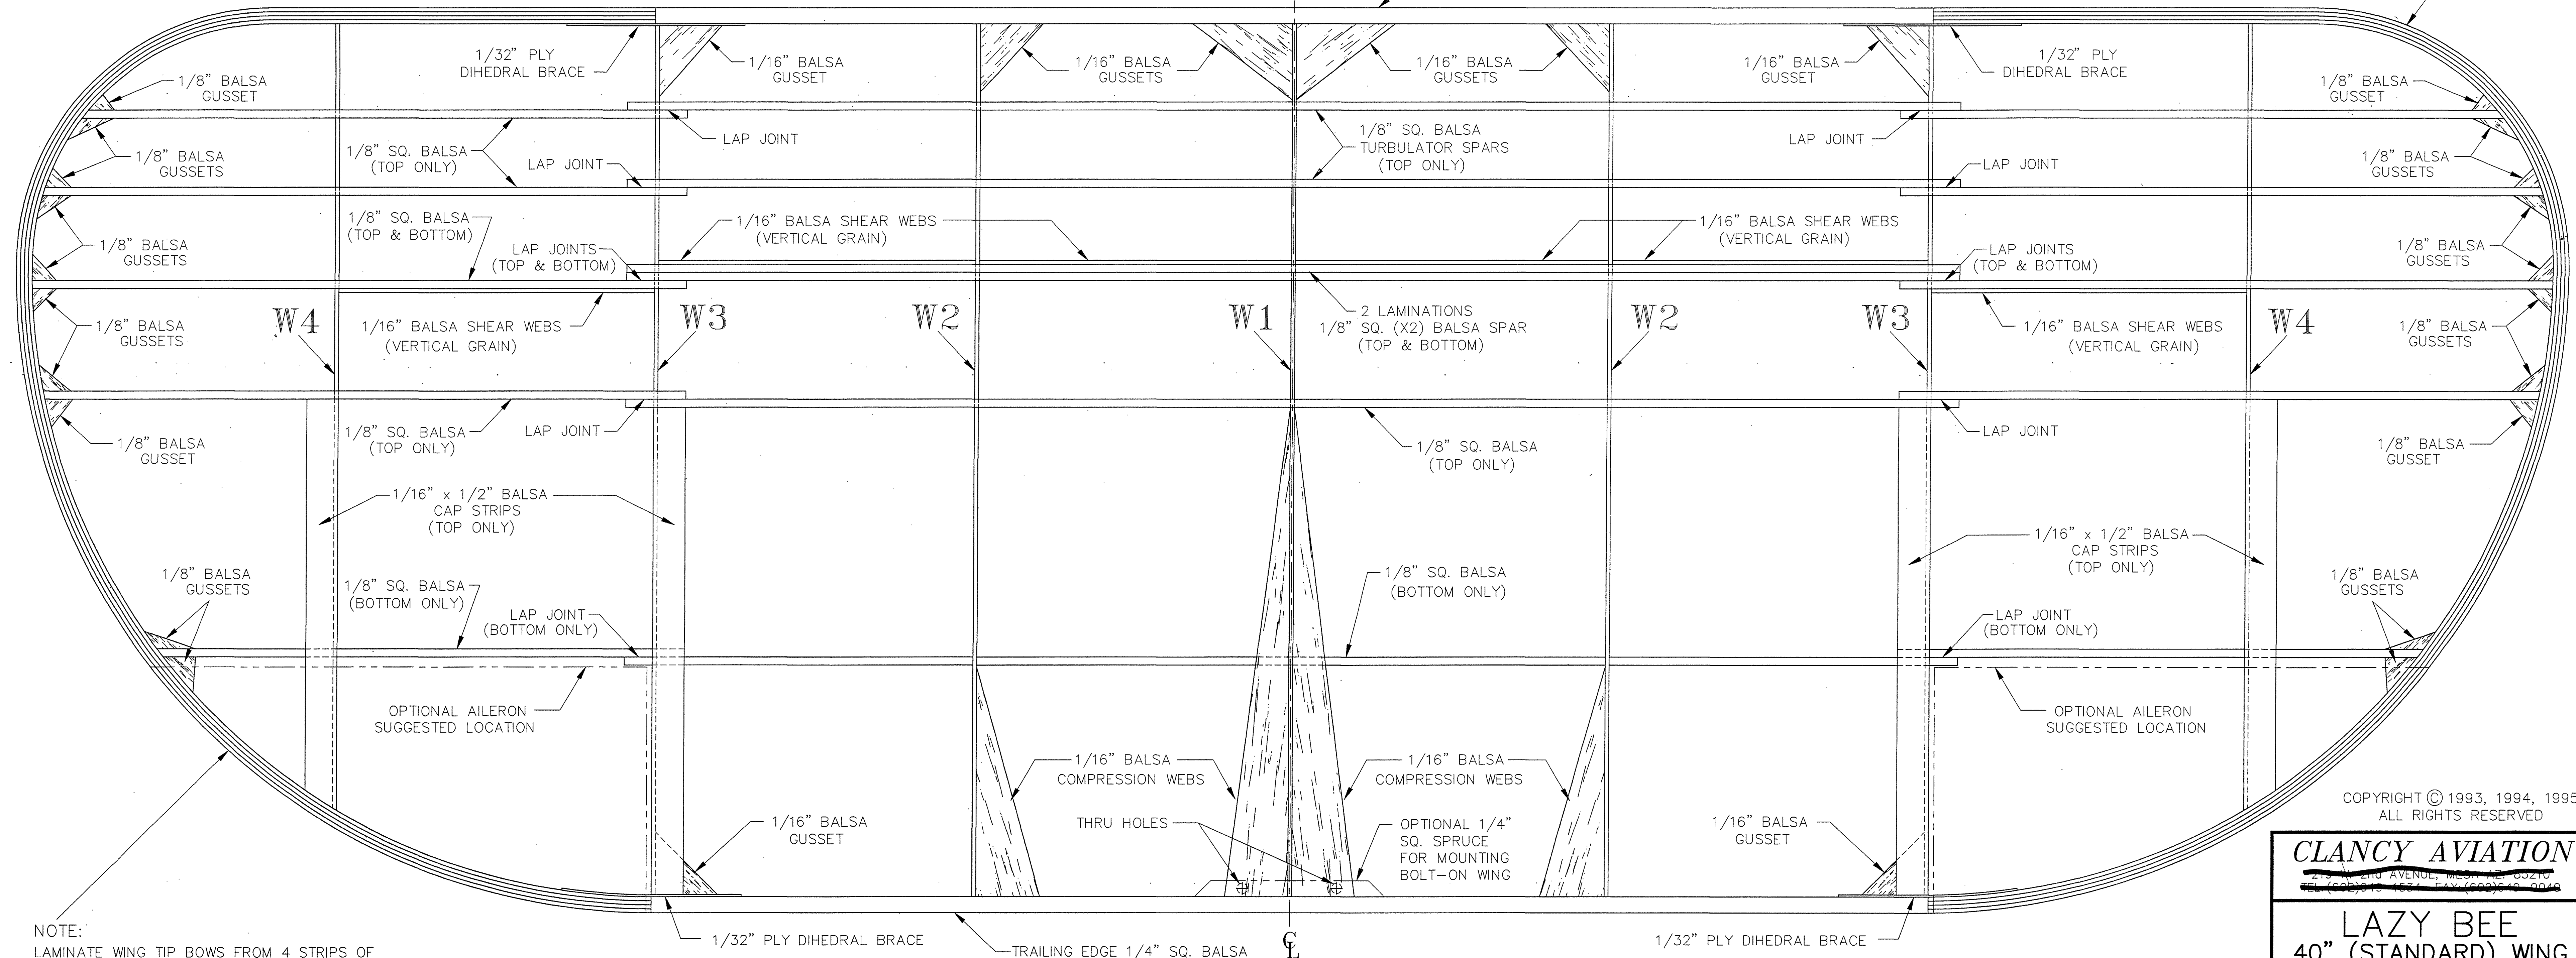 1/32" PLY
DIHEDRAL BRACE
1/16" BALSA
GUSSET
1/16" BALSA
GUSSETS
1/16" BALSA
GUSSETS
1/16" BALSA
GUSSET
1/32" PLY
DIHEDRAL BRACE
1/8" BALSA
GUSSET
1/8" BALSA
GUSSET
LAP JOINT
1/8" SQ. BALSA
TURBULATOR SPARS
(TOP ONLY)
LAP JOINT
1/8" BALSA
GUSSETS
1/8" SQ. BALSA
(TOP ONLY)
LAP JOINT
LAP JOINT
1/8" BALSA
GUSSETS
1/8" SQ. BALSA
(TOP & BOTTOM)
1/16" BALSA SHEAR WEBS
(VERTICAL GRAIN)
1/16" BALSA SHEAR WEBS
(VERTICAL GRAIN)
1/8" BALSA
GUSSETS
LAP JOINTS
(TOP & BOTTOM)
LAP JOINTS
(TOP & BOTTOM)
1/8" BALSA
GUSSETS
1/8" BALSA
GUSSETS
W4
1/16" BALSA SHEAR WEBS
(VERTICAL GRAIN)
W3
W2
W1
2 LAMINATIONS
1/8" SQ. (X2) BALSA SPAR
(TOP & BOTTOM)
W2
W3
1/16" BALSA SHEAR WEBS
(VERTICAL GRAIN)
W4
1/8" BALSA
GUSSETS
1/8" BALSA
GUSSET
1/8" SQ. BALSA
(TOP ONLY)
LAP JOINT
1/8" SQ. BALSA
(TOP ONLY)
LAP JOINT
1/8" BALSA
GUSSET
1/16" x 1/2" BALSA
CAP STRIPS
(TOP ONLY)
1/16" x 1/2" BALSA
CAP STRIPS
(TOP ONLY)
1/8" BALSA
GUSSETS
1/8" SQ. BALSA
(BOTTOM ONLY)
LAP JOINT
(BOTTOM ONLY)
1/8" SQ. BALSA
(BOTTOM ONLY)
LAP JOINT
(BOTTOM ONLY)
1/8" BALSA
GUSSETS
OPTIONAL AILERON
SUGGESTED LOCATION
OPTIONAL AILERON
SUGGESTED LOCATION
1/16" BALSA
COMPRESSION WEBS
1/16" BALSA
COMPRESSION WEBS
1/16" BALSA
GUSSET
THRU HOLES
OPTIONAL 1/4"
SQ. SPRUCE
FOR MOUNTING
BOLT-ON WING
1/16" BALSA
GUSSET
COPYRIGHT © 1993, 1994, 1995
ALL RIGHTS RESERVED
CLANCY AVIATION
AVENUE, MESA AZ.
LAZY BEE
40" (STANDARD) WING
NOTE:
LAMINATE WING TIP BOWS FROM 4 STRIPS OF
1/32" PLY DIHEDRAL BRACE
TRAILING EDGE 1/4" SQ. BALSA
℄
1/32" PLY DIHEDRAL BRACE